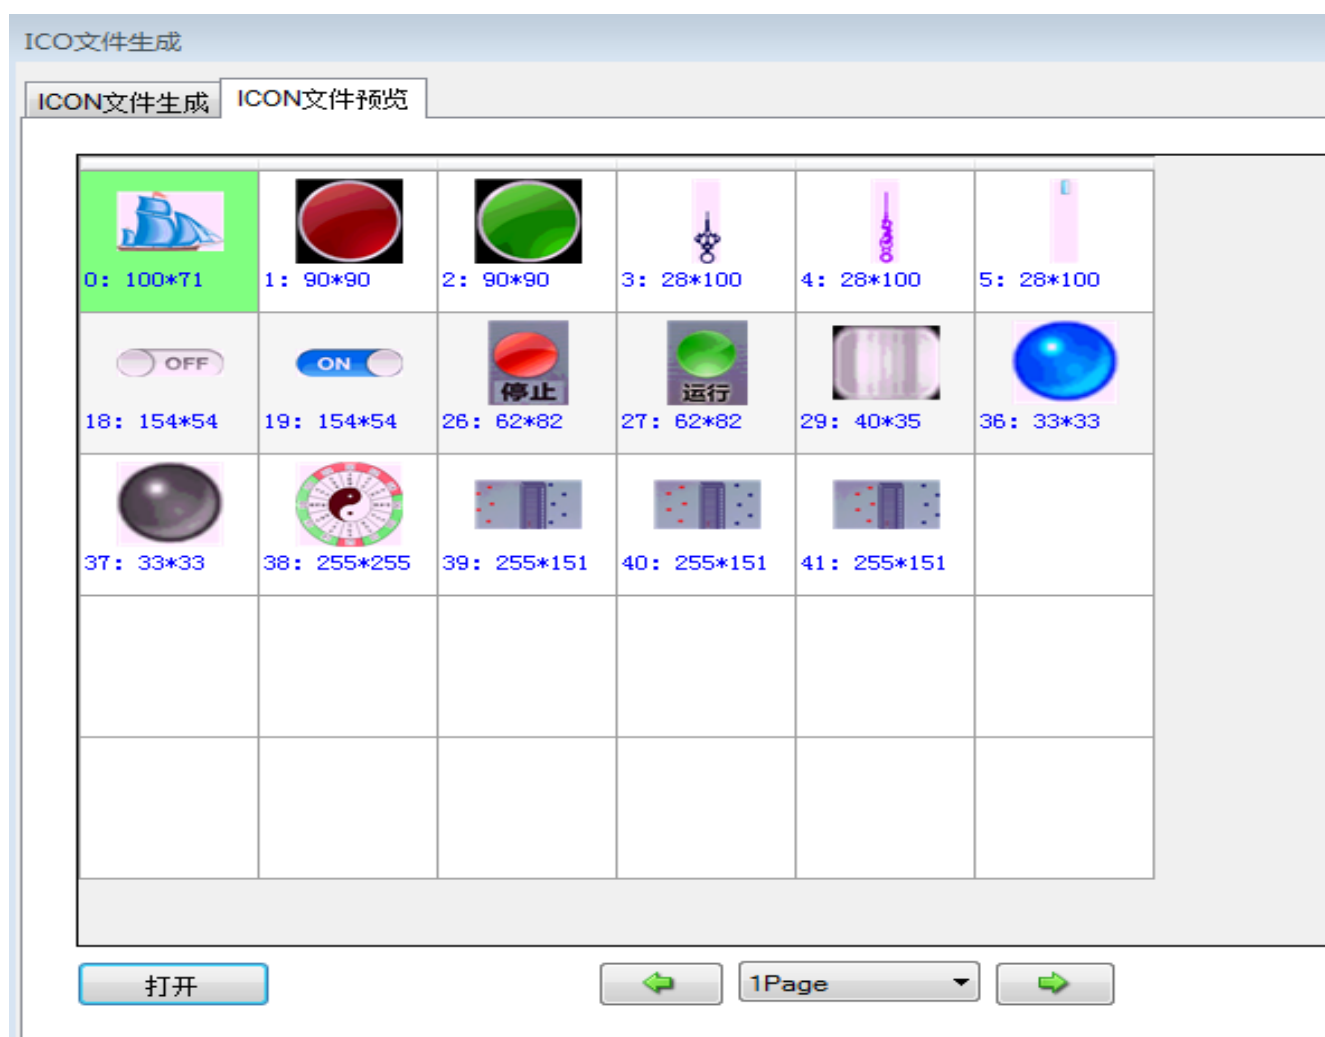 ICO文件生成
ICON文件生成 ICON文件预览
0: 100*71 1: 90*90 2: 90*90 3: 28*100 4: 28*100 5: 28*100
OFF ON 停止 运行
18: 154*54 19: 154*54 26: 62*82 27: 62*82 29: 40*35 36: 33*33
37: 33*33 38: 255*255 39: 255*151 40: 255*151 41: 255*151
打开 1Page